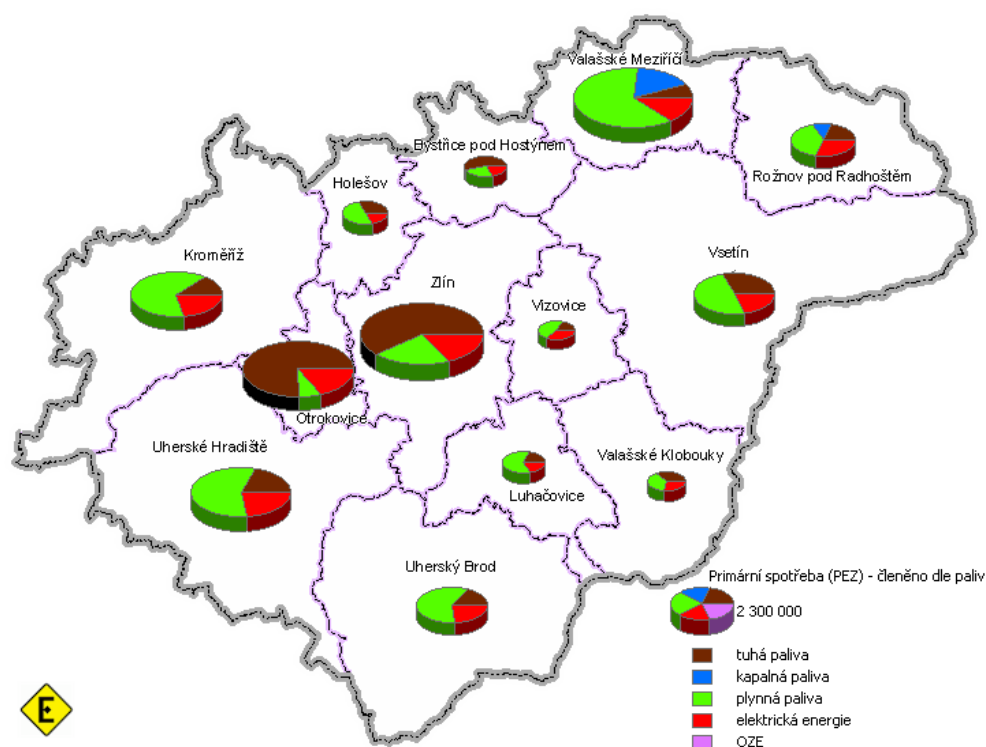 Valašské Meziříčí
Bystřice pod Hostýnem
Rožnov pod Radhoštěm
Holešov
Kroměříž
Vsetín
Zlín
Vizovice
Otrokovice
Uherské Hradiště
Valašské Klobouky
Luhačovice
Uherský Brod
Primární spotřeba (PEZ) - členěno dle paliv
2 300 000
tuhá paliva
kapalná paliva
plynná paliva
elektrická energie
OZE
E